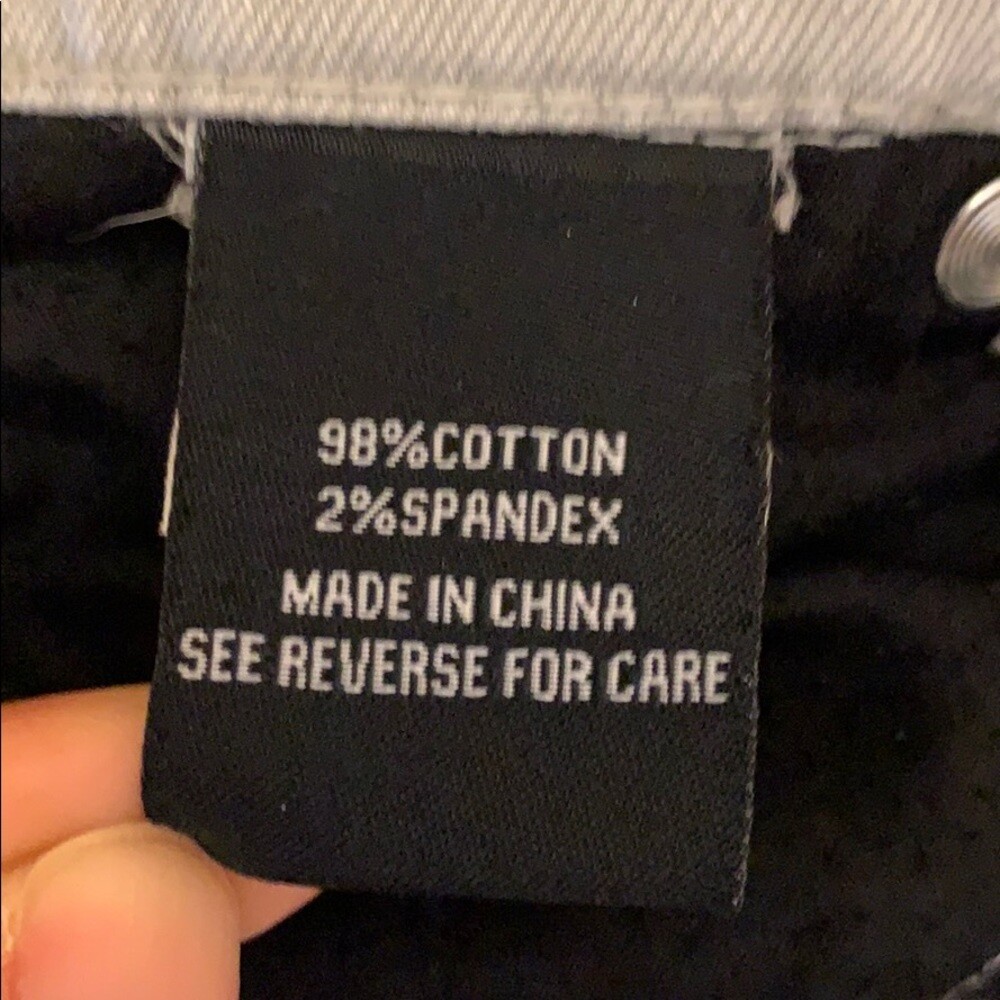 98%COTTON
2%SPANDEX
MADE IN CHINA
SEE REVERSE FOR CARE